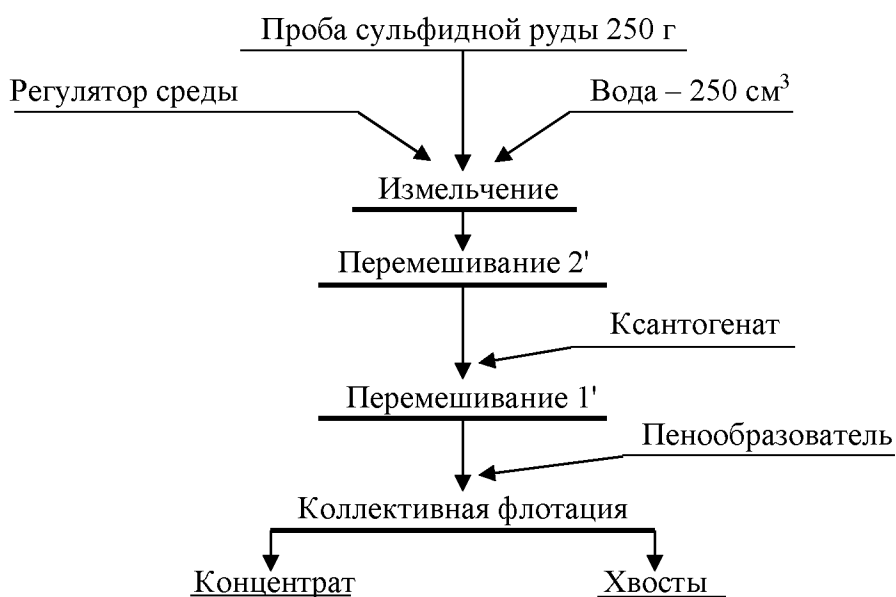 Проба сульфидной руды 250 г
Регулятор среды
Вода – 250 см³
Измельчение
Перемешивание 2'
Ксантогенат
Перемешивание 1'
Пенообразователь
Коллективная флотация
Концентрат
Хвосты